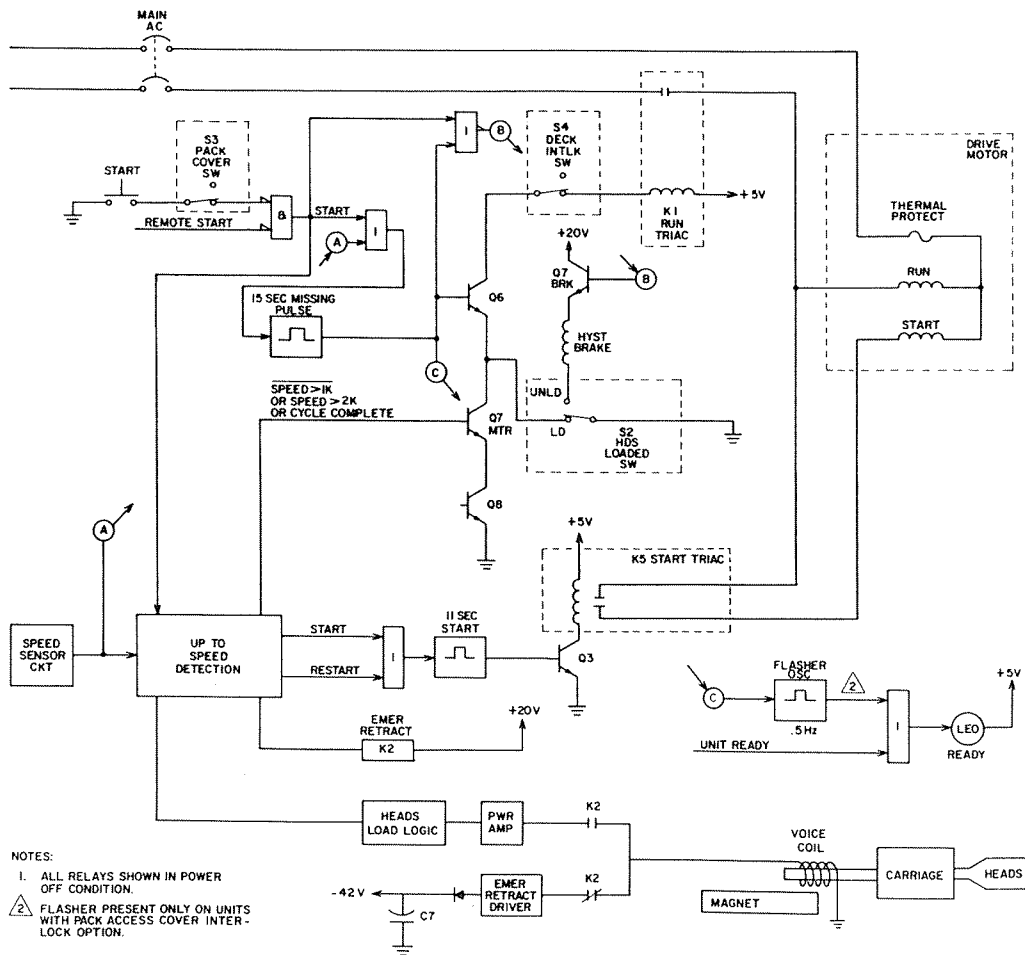 MAIN
AC
S3
PACK
COVER
SW
START
REMOTE START
&
START
I
A
I
B
S4
DECK
INTLK
SW
K1
RUN
TRIAC
+5V
DRIVE
MOTOR
THERMAL
PROTECT
RUN
START
15 SEC MISSING
PULSE
C
Q6
+20V
Q7
BRK
B
HYST
BRAKE
SPEED>1K
OR SPEED>2K
OR CYCLE COMPLETE
Q7
MTR
UNLD
LD
S2
HDS
LOADED
SW
Q8
A
+5V
K5 START TRIAC
SPEED
SENSOR
CKT
UP TO
SPEED
DETECTION
START
RESTART
I
11 SEC
START
Q3
EMER
RETRACT
K2
+20V
C
FLASHER
OSC
.5Hz
2
UNIT READY
I
+5V
LED
READY
HEADS
LOAD LOGIC
PWR
AMP
K2
VOICE
COIL
CARRIAGE
HEADS
MAGNET
-42V
C7
EMER
RETRACT
DRIVER
K2
NOTES:
1. ALL RELAYS SHOWN IN POWER
OFF CONDITION.
2 FLASHER PRESENT ONLY ON UNITS
WITH PACK ACCESS COVER INTER-
LOCK OPTION.